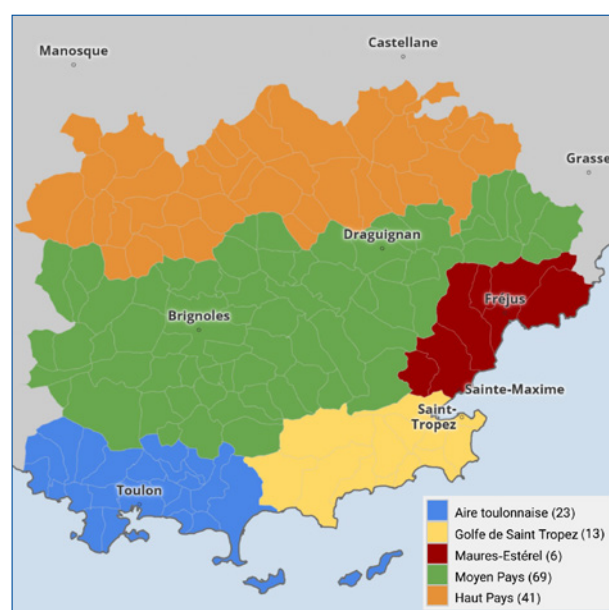 Manosque
Castellane
Grasse
Draguignan
Fréjus
Brignoles
Sainte-Maxime
Saint-
Tropez
Toulon
Aire toulonnaise (23)
Golfe de Saint Tropez (13)
Maures-Estérel (6)
Moyen Pays (69)
Haut Pays (41)